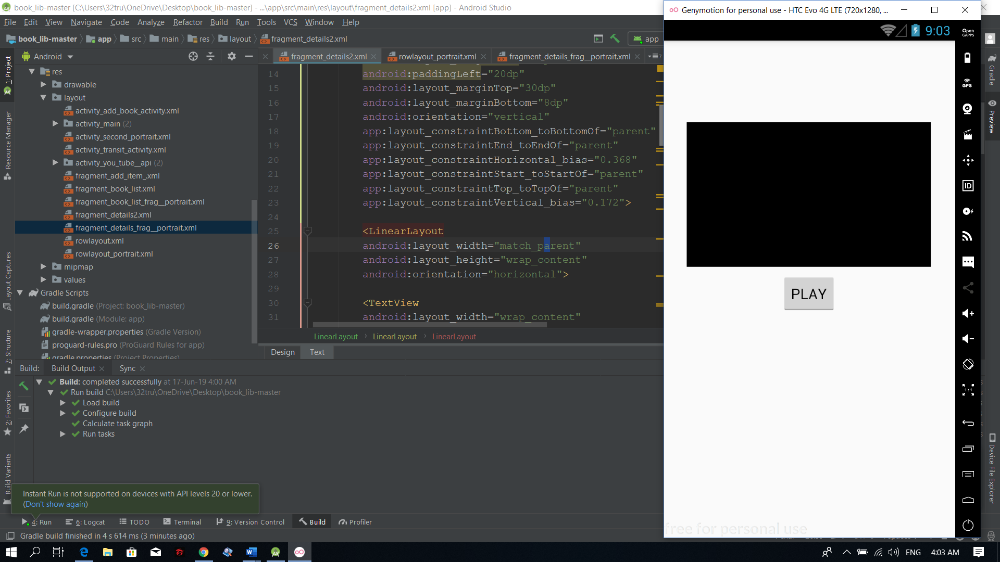 book_lib-master [C:\Users\32tru\OneDrive\Desktop\book_lib-master] - ...\app\src\main\res\layout\fragment_details2.xml [app] - Android Studio
File Edit View Navigate Code Analyze Refactor Build Run Tools VCS Window Help
book_lib-master app src main res layout fragment_details2.xml
app
Android
fragment_details2.xml rowlayout_portrait.xml fragment_details_frag__portrait.xml
7
1: Project
Resource Manager
Layout Captures
7: Structure
2: Favorites
Build Variants
res
drawable
layout
activity_add_book_activity.xml
activity_main (2)
activity_second_portrait.xml
activity_transit_activity.xml
activity_you_tube__api (2)
fragment_add_item_.xml
fragment_book_list.xml
fragment_book_list_frag__portrait.xml
fragment_details2.xml
fragment_details_frag__portrait.xml
rowlayout.xml
rowlayout_portrait.xml
mipmap
values
Gradle Scripts
build.gradle (Project: book_lib-master)
build.gradle (Module: app)
gradle-wrapper.properties (Gradle Version)
proguard-rules.pro (ProGuard Rules for app)
gradle.properties (Project Properties)
14 android:paddingLeft="20dp"
15 android:layout_marginTop="30dp"
16 android:layout_marginBottom="8dp"
17 android:orientation="vertical"
18 app:layout_constraintBottom_toBottomOf="parent"
19 app:layout_constraintEnd_toEndOf="parent"
20 app:layout_constraintHorizontal_bias="0.368"
21 app:layout_constraintStart_toStartOf="parent"
22 app:layout_constraintTop_toTopOf="parent"
23 app:layout_constraintVertical_bias="0.172">
24
25 <LinearLayout
26 android:layout_width="match_parent"
27 android:layout_height="wrap_content"
28 android:orientation="horizontal">
29
30 <TextView
31 android:layout_width="wrap_content"
LinearLayout LinearLayout LinearLayout
Design Text
Build: Build Output Sync
Build: completed successfully at 17-Jun-19 4:00 AM
Run build C:\Users\32tru\OneDrive\Desktop\book_lib-master
Load build
Configure build
Calculate task graph
Run tasks
Instant Run is not supported on devices with API levels 20 or lower.
(Don't show again)
4: Run 6: Logcat TODO Terminal 9: Version Control Build Profiler
Gradle build finished in 4 s 614 ms (3 minutes ago)
Genymotion for personal use - HTC Evo 4G LTE (720x1280, ...
9:03
Open
GAPPS
GPS
ID
1:1
PLAY
free for personal use
Gradle
Preview
Device File Explorer
ENG 4:03 AM